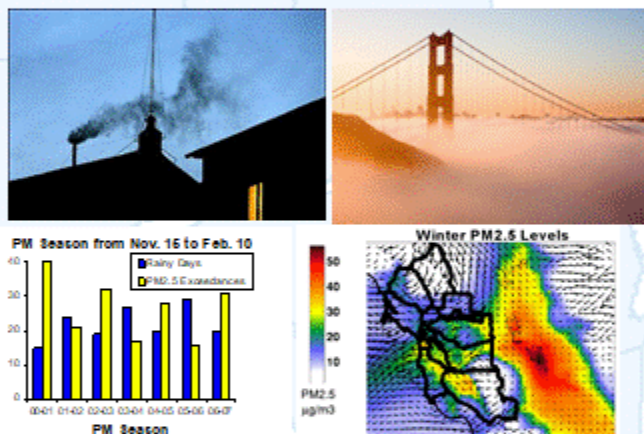 PM Season from Nov. 15 to Feb. 10
Rainy Days
PM2.5 Exceedances
40
30
20
10
0
00-01 01-02 02-03 03-04 04-05 05-06 06-07
PM Season
Winter PM2.5 Levels
50
40
30
20
10
PM2.5
µg/m3